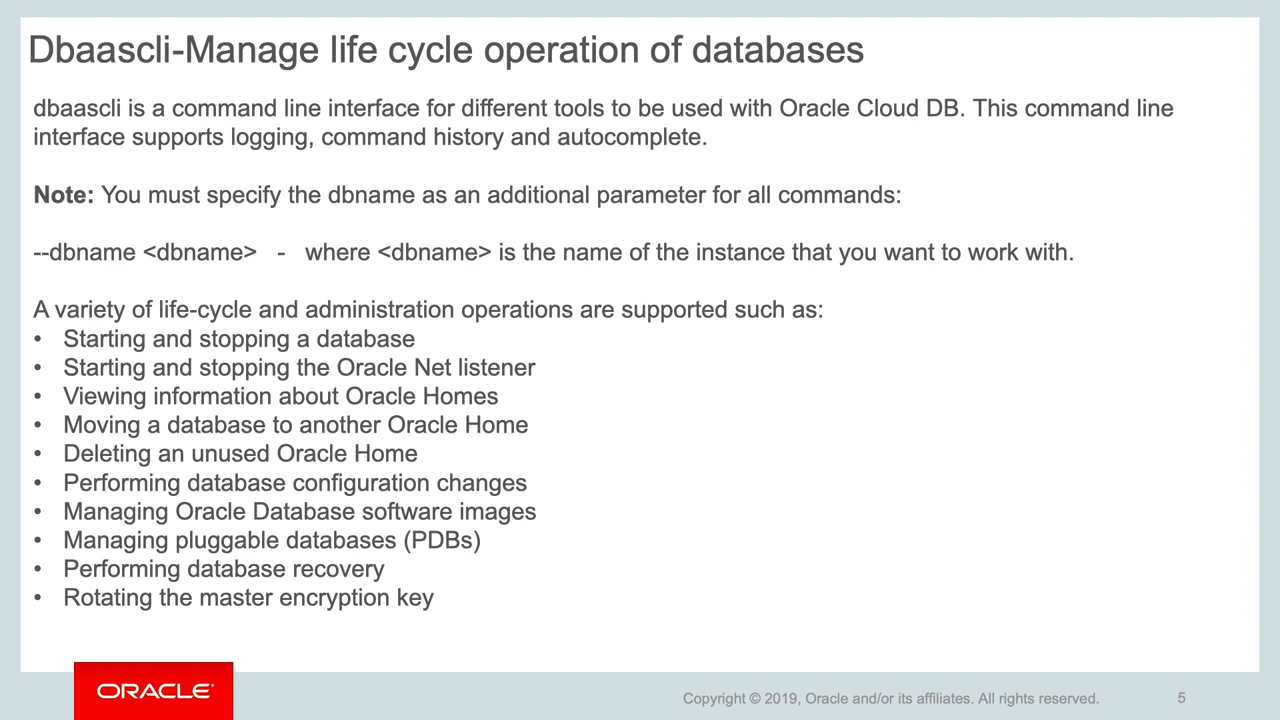 Dbaascli-Manage life cycle operation of databases
dbaascli is a command line interface for different tools to be used with Oracle Cloud DB. This command line
interface supports logging, command history and autocomplete.
Note: You must specify the dbname as an additional parameter for all commands:
--dbname <dbname> - where <dbname> is the name of the instance that you want to work with.
A variety of life-cycle and administration operations are supported such as:
• Starting and stopping a database
• Starting and stopping the Oracle Net listener
• Viewing information about Oracle Homes
• Moving a database to another Oracle Home
• Deleting an unused Oracle Home
• Performing database configuration changes
• Managing Oracle Database software images
• Managing pluggable databases (PDBs)
• Performing database recovery
• Rotating the master encryption key
ORACLE®
Copyright © 2019, Oracle and/or its affiliates. All rights reserved. 5